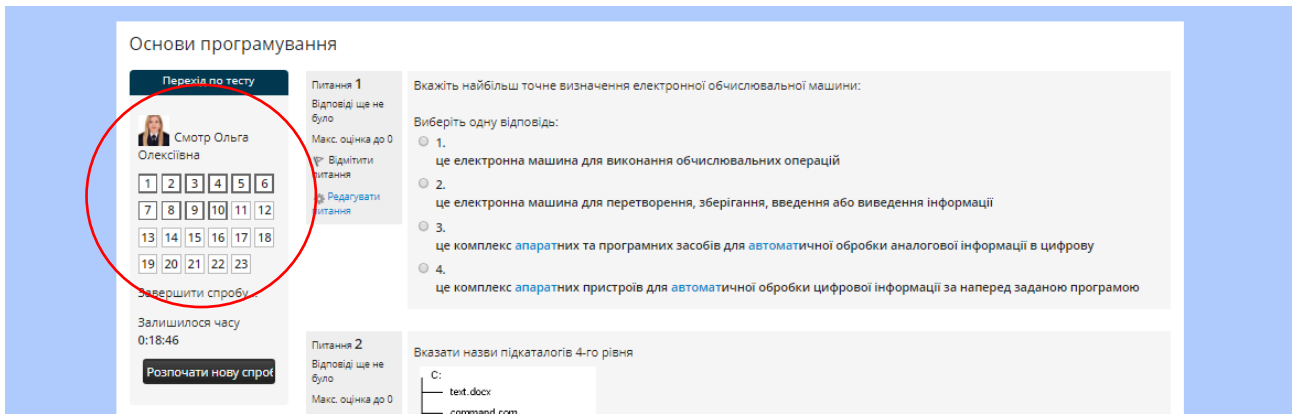 Основи програмування
Перехід по тесту
Смотр Ольга
Олексіївна
1 2 3 4 5 6
7 8 9 10 11 12
13 14 15 16 17 18
19 20 21 22 23
Завершити спробу...
Залишилося часу
0:18:46
Розпочати нову спроб
Питання 1
Відповіді ще не
було
Макс. оцінка до 0
Відмітити
питання
Редагувати
питання
Вкажіть найбільш точне визначення електронної обчислювальної машини:
Виберіть одну відповідь:
1.
це електронна машина для виконання обчислювальних операцій
2.
це електронна машина для перетворення, зберігання, введення або виведення інформації
3.
це комплекс апаратних та програмних засобів для автоматичної обробки аналогової інформації в цифрову
4.
це комплекс апаратних пристроїв для автоматичної обробки цифрової інформації за наперед заданою програмою
Питання 2
Відповіді ще не
було
Макс. оцінка до 0
Вказати назви підкаталогів 4-го рівня
C:
text.docx
command.com